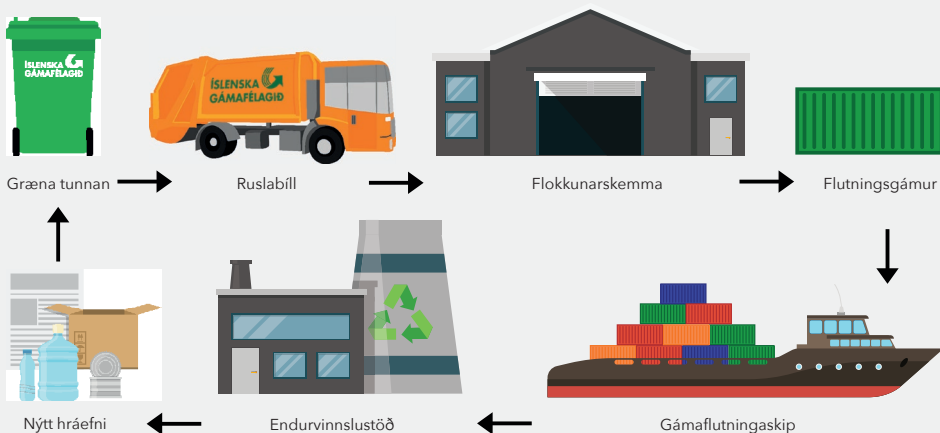 ÍSLENSKA
GÁMAFÉLAGIÐ
ÍSLENSKA
GÁMAFÉLAGIÐ
Græna tunnan
Ruslabíll
Flokkunarskemma
Flutningsgámur
Nýtt hráefni
Endurvinnslustöð
Gámaflutningaskip